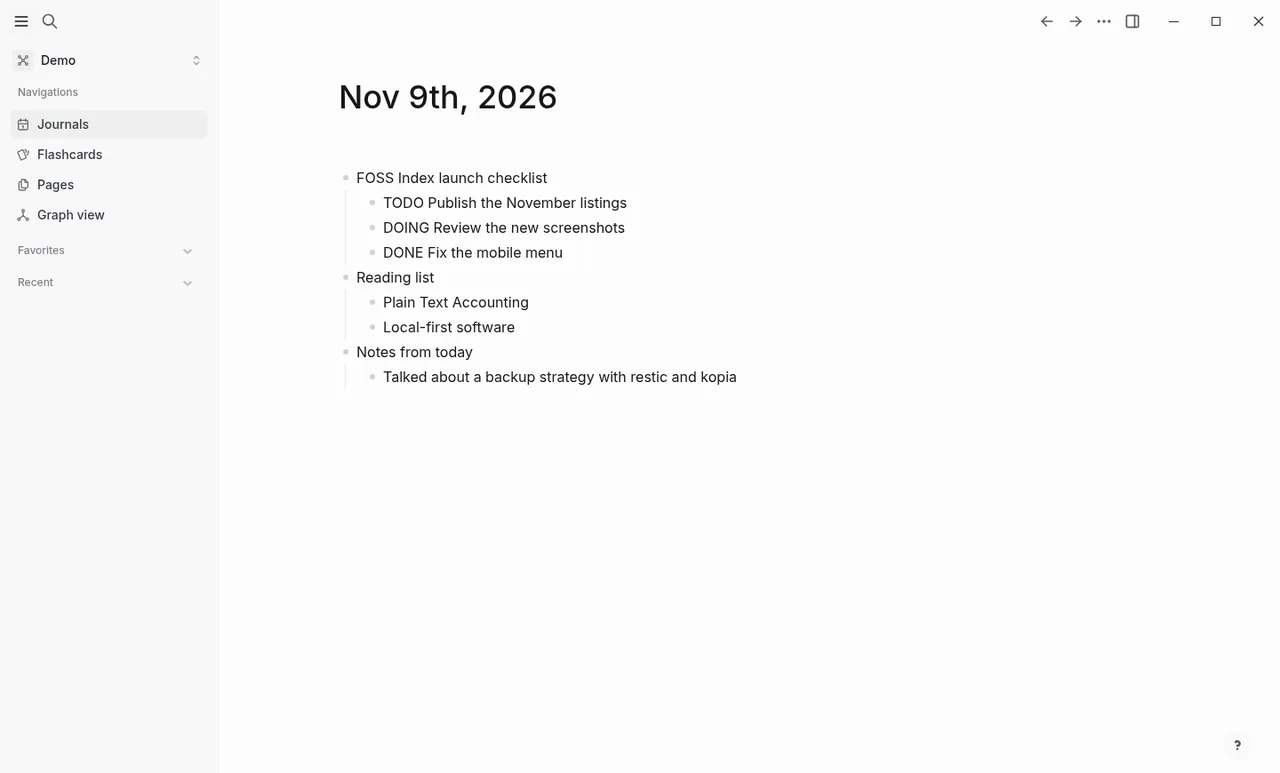 Demo
Navigations
Journals
Flashcards
Pages
Graph view
Favorites
Recent
Nov 9th, 2026
FOSS Index launch checklist
TODO Publish the November listings
DOING Review the new screenshots
DONE Fix the mobile menu
Reading list
Plain Text Accounting
Local-first software
Notes from today
Talked about a backup strategy with restic and kopia
?